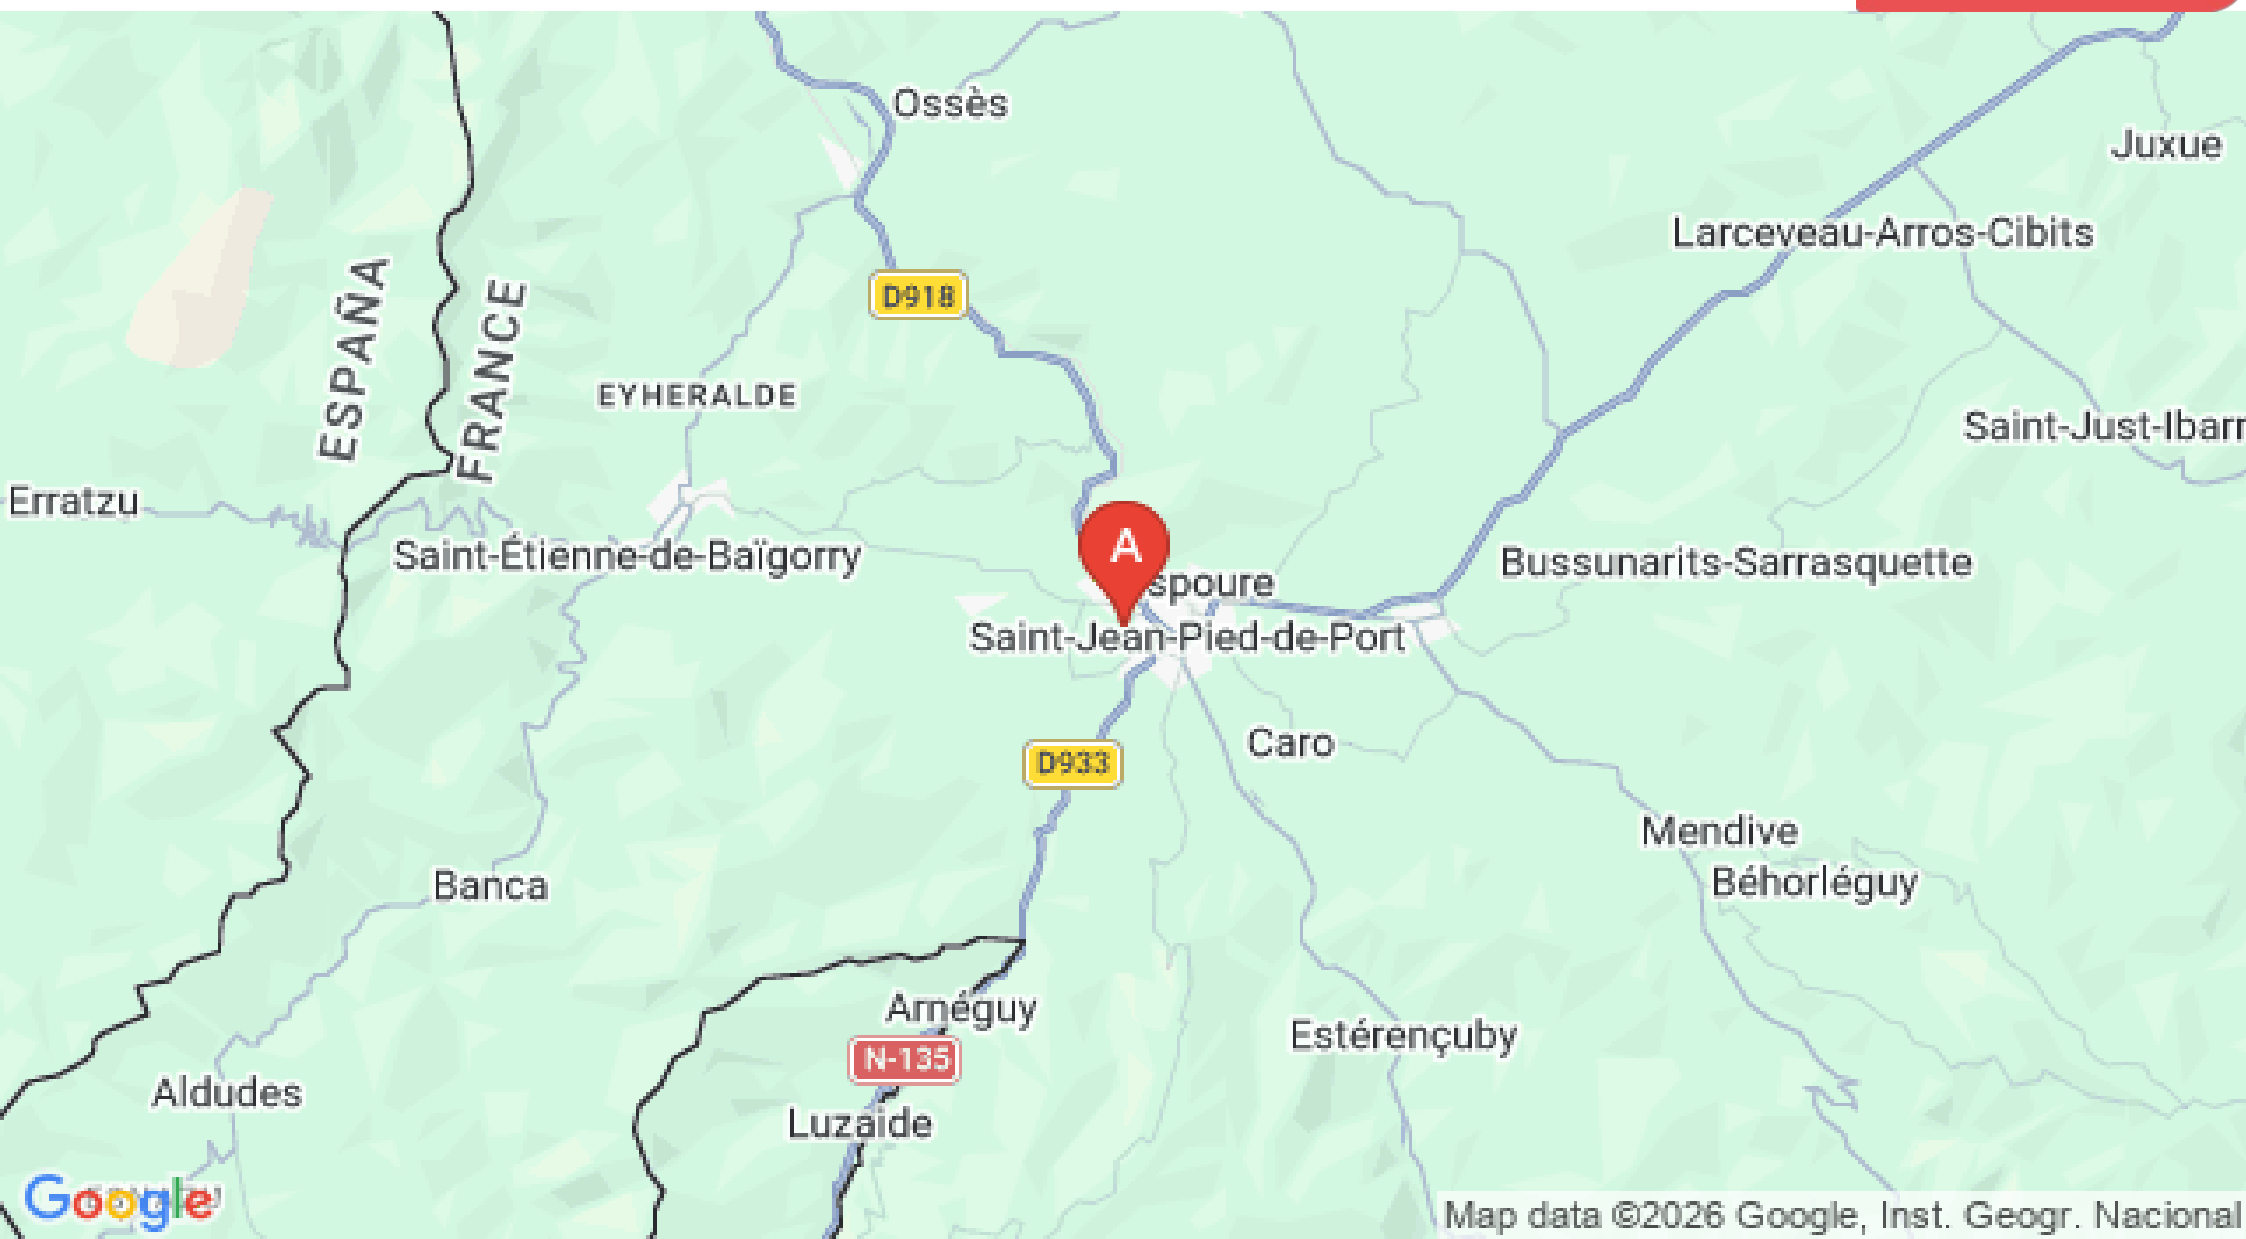 Ossès
Juxue
Larceveau-Arros-Cibits
ESPAÑA
FRANCE
D918
EYHERALDE
Saint-Just-Ibarr
Erratzu
Saint-Étienne-de-Baïgorry
A
spoure
Bussunarits-Sarrasquette
Saint-Jean-Pied-de-Port
Caro
D933
Mendive
Banca
Béhorléguy
Arnéguy
Estérençuby
N-135
Aldudes
Luzaide
Google
Map data ©2026 Google, Inst. Geogr. Nacional